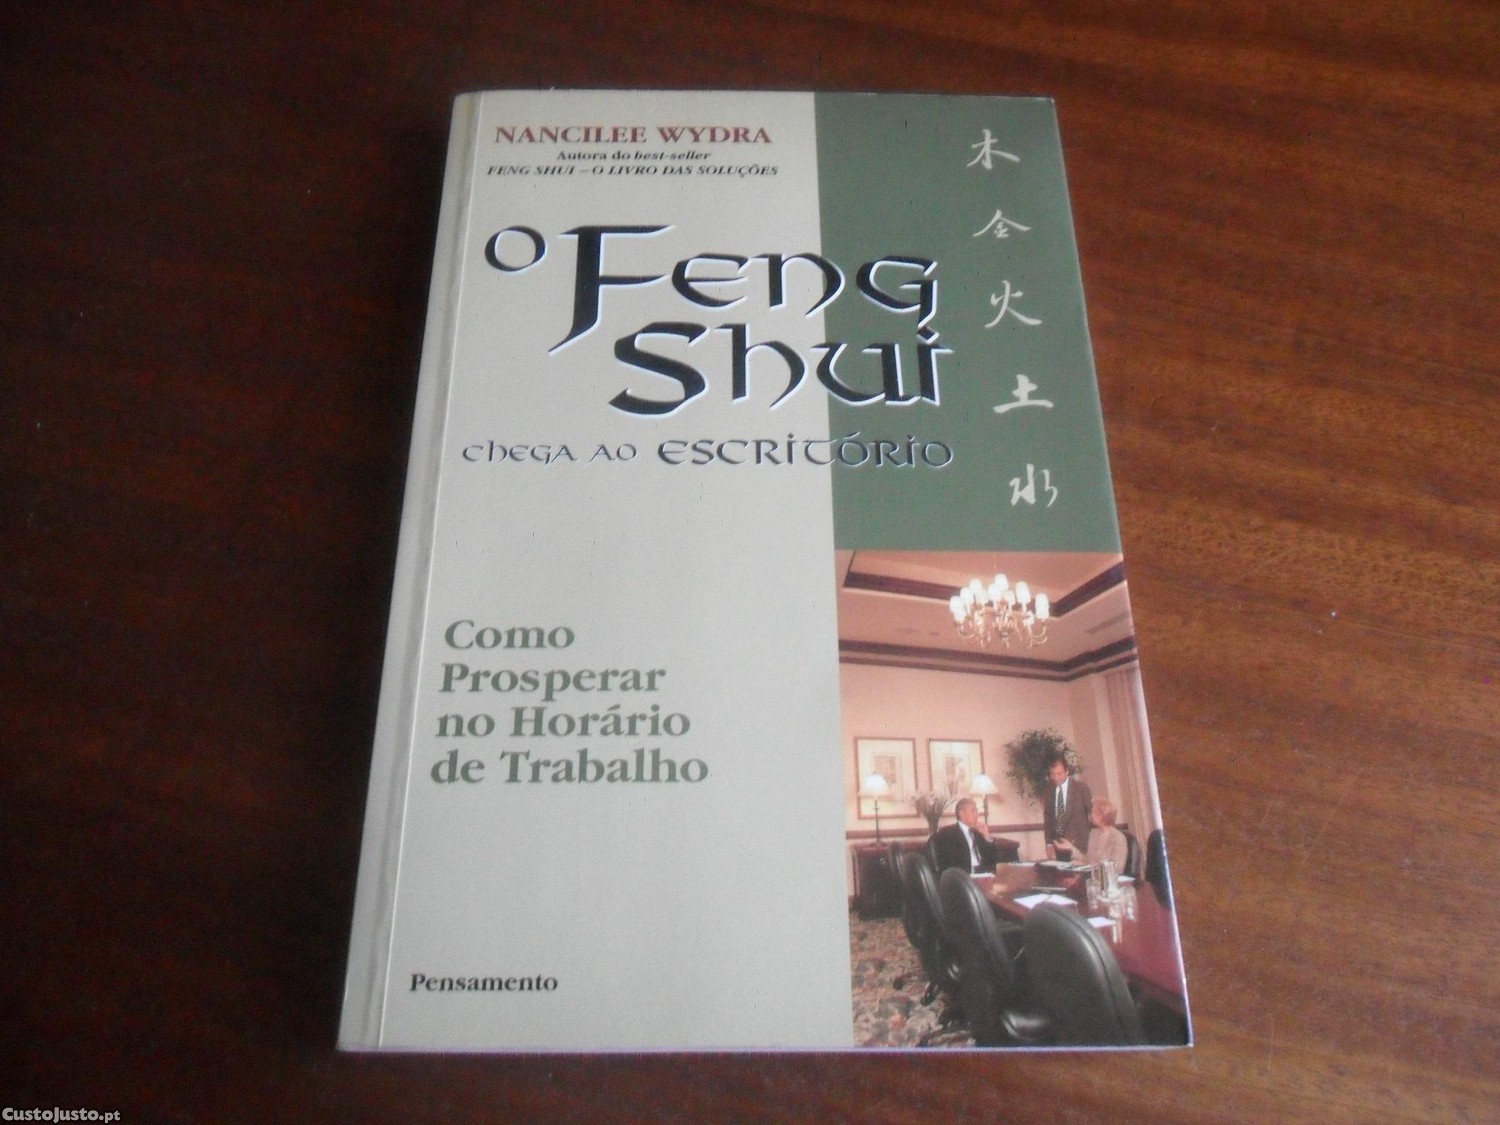 NANCILEE WYDRA
Autora do best-seller
FENG SHUI – O LIVRO DAS SOLUÇÕES
O Feng
Shui
chega ao ESCRITÓRIO
木
金
火
土
水
Como
Prosperar
no Horário
de Trabalho
Pensamento
CustoJusto.pt